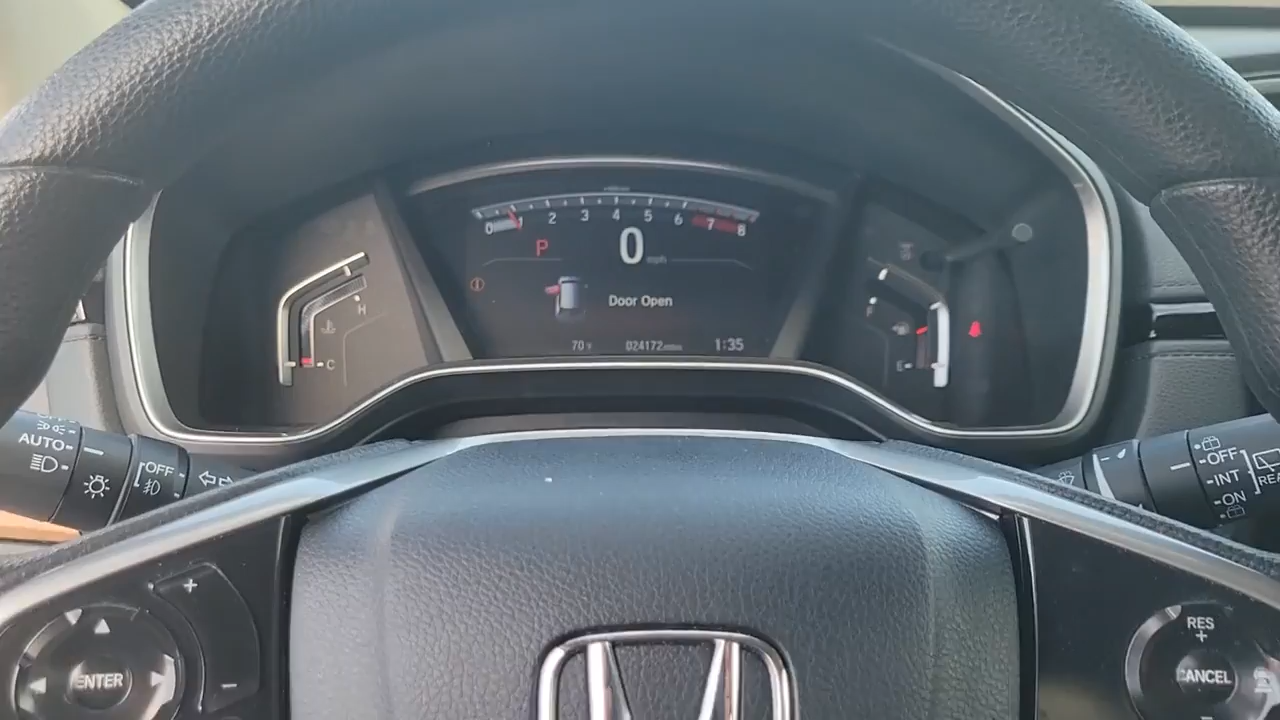 0 1 2 3 4 5 6 7 8
P
0 mph
Door Open
70°F 024172 miles 1:35
H
C
F
E
AUTO
OFF
OFF
INT
ON
REA
+
ENTER
−
RES
+
CANCEL